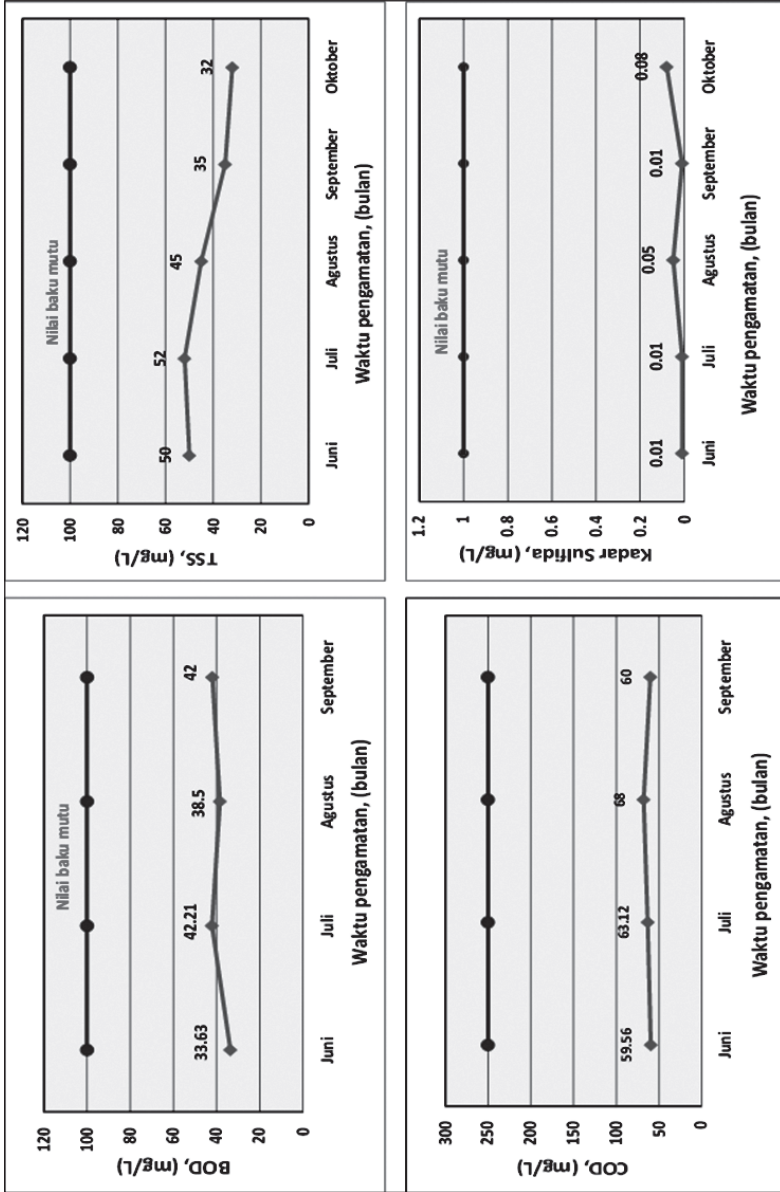 120
100
80
60
40
20
0
BOD, (mg/L)
Nilai baku mutu
33.63
42.21
38.5
42
Juni
Juli
Agustus
September
Waktu pengamatan, (bulan)
120
100
80
60
40
20
0
TSS, (mg/L)
Nilai baku mutu
50
52
45
35
32
Juni
Juli
Agustus
September
Oktober
Waktu pengamatan, (bulan)
300
250
200
150
100
50
0
COD, (mg/L)
59.56
63.12
68
60
Juni
Juli
Agustus
September
Waktu pengamatan, (bulan)
1.2
1
0.8
0.6
0.4
0.2
0
Kadar Sulfida, (mg/L)
Nilai baku mutu
0.01
0.01
0.05
0.01
0.08
Juni
Juli
Agustus
September
Oktober
Waktu pengamatan, (bulan)